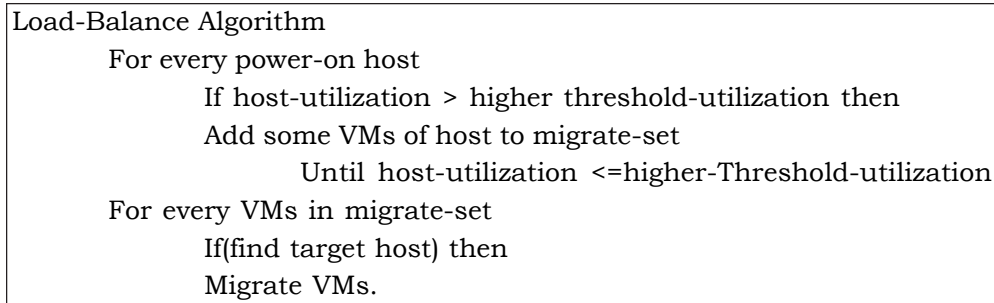 Load-Balance Algorithm
For every power-on host
If host-utilization > higher threshold-utilization then
Add some VMs of host to migrate-set
Until host-utilization <=higher-Threshold-utilization
For every VMs in migrate-set
If(find target host) then
Migrate VMs.